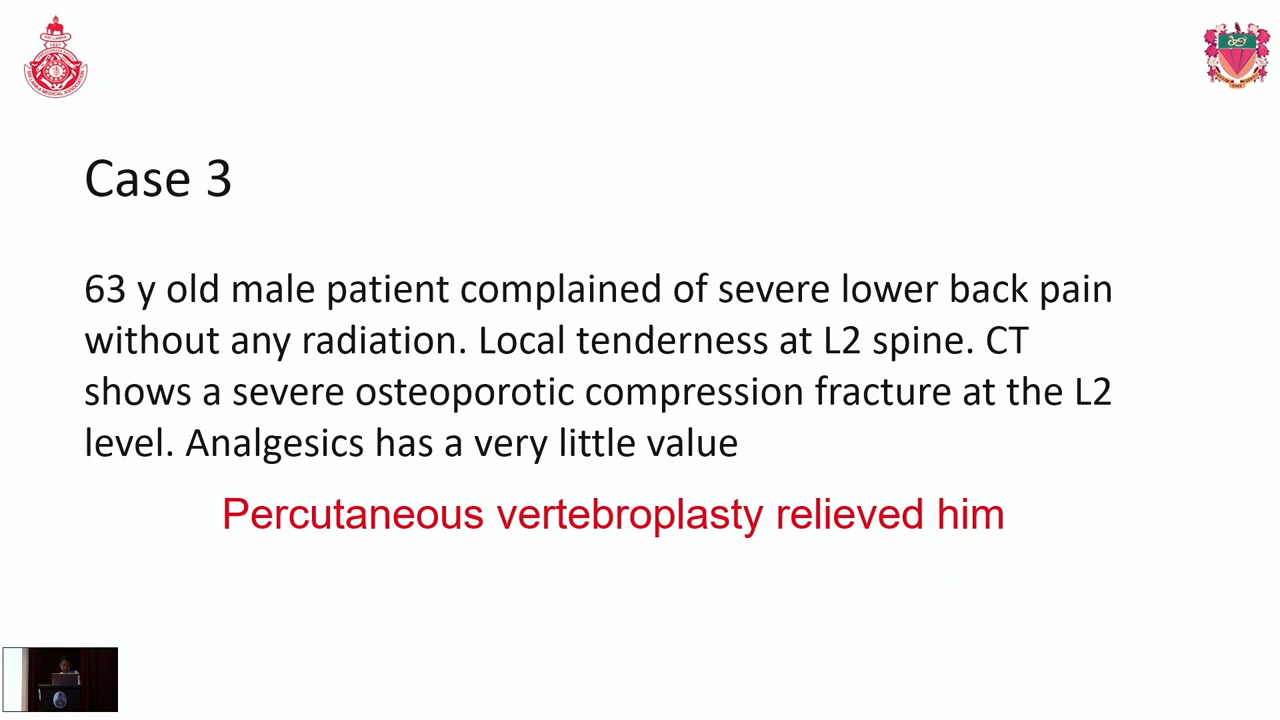 Case 3
63 y old male patient complained of severe lower back pain
without any radiation. Local tenderness at L2 spine. CT
shows a severe osteoporotic compression fracture at the L2
level. Analgesics has a very little value
Percutaneous vertebroplasty relieved him